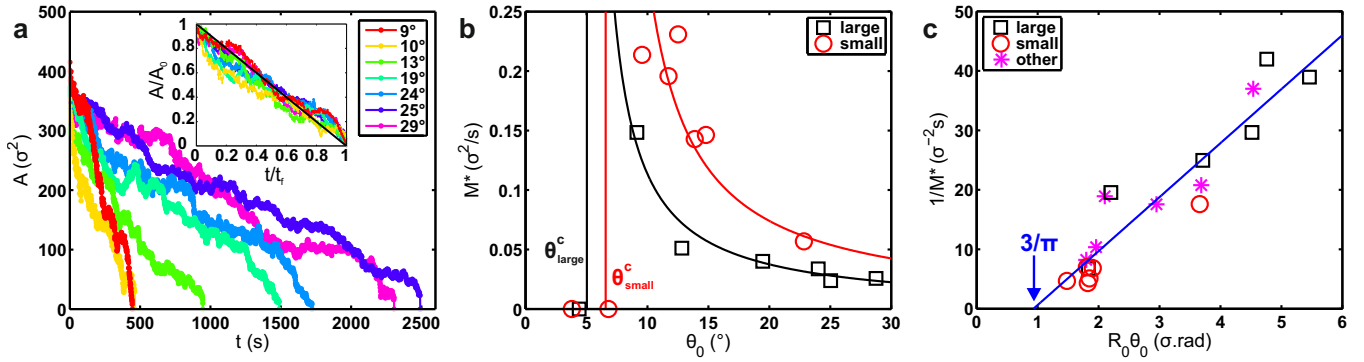 a
A (σ²)
500
400
300
200
100
0
0 500 1000 1500 2000 2500
t (s)
A/A₀
1
0.8
0.6
0.4
0.2
0
0 0.2 0.4 0.6 0.8 1
t/t_f
9°
10°
13°
19°
24°
25°
29°
b
M* (σ²/s)
0.25
0.2
0.15
0.1
0.05
0
0 5 10 15 20 25 30
θ₀ (°)
large
small
θ^c_large
θ^c_small
c
1/M* (σ⁻²s)
50
40
30
20
10
0
0 1 2 3 4 5 6
R₀θ₀ (σ.rad)
large
small
other
3/π